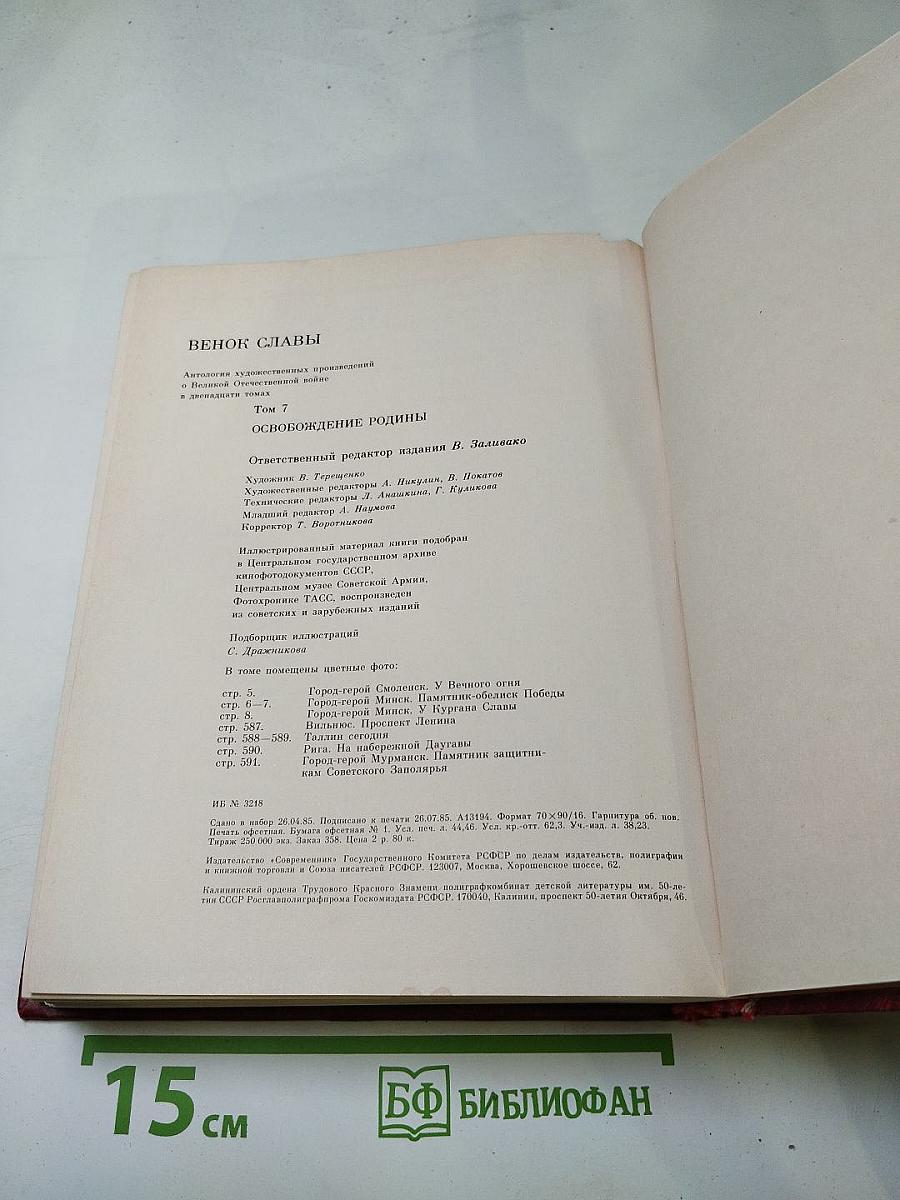 ВЕНОК СЛАВЫ
Антология художественных произведений
о Великой Отечественной войне
в двенадцати томах
Том 7
ОСВОБОЖДЕНИЕ РОДИНЫ
Ответственный редактор издания В. Заливако
Художник В. Терещенко
Художественные редакторы А. Никулин, В. Покатов
Технические редакторы Л. Анашкина, Г. Куликова
Младший редактор А. Наумова
Корректор Т. Воротникова
Иллюстрированный материал книги подобран
в Центральном государственном архиве
кинофотодокументов СССР,
Центральном музее Советской Армии,
Фотохронике ТАСС, воспроизведен
из советских и зарубежных изданий
Подборщик иллюстраций
С. Дражникова
В томе помещены цветные фото:
стр. 5. Город-герой Смоленск. У Вечного огня
стр. 6—7. Город-герой Минск. Памятник-обелиск Победы
стр. 8. Город-герой Минск. У Кургана Славы
стр. 587. Вильнюс. Проспект Ленина
стр. 588—589. Таллин сегодня
стр. 590. Рига. На набережной Даугавы
стр. 591. Город-герой Мурманск. Памятник защитни-
кам Советского Заполярья
ИБ № 3218
Сдано в набор 26.04.85. Подписано к печати 26.07.85. А13194. Формат 70×90/16. Гарнитура об. нов.
Печать офсетная. Бумага офсетная № 1. Усл. печ. л. 44,46. Усл. кр.-отт. 62,3. Уч.-изд. л. 38,23.
Тираж 250 000 экз. Заказ 358. Цена 2 р. 80 к.
Издательство «Современник» Государственного Комитета РСФСР по делам издательств, полиграфии
и книжной торговли и Союза писателей РСФСР. 123007, Москва, Хорошевское шоссе, 62.
Калининский ордена Трудового Красного Знамени полиграфкомбинат детской литературы им. 50-ле-
тия СССР Росглавполиграфпрома Госкомиздата РСФСР. 170040, Калинин, проспект 50-летия Октября, 46.
15 см
БФ БИБЛИОФАН